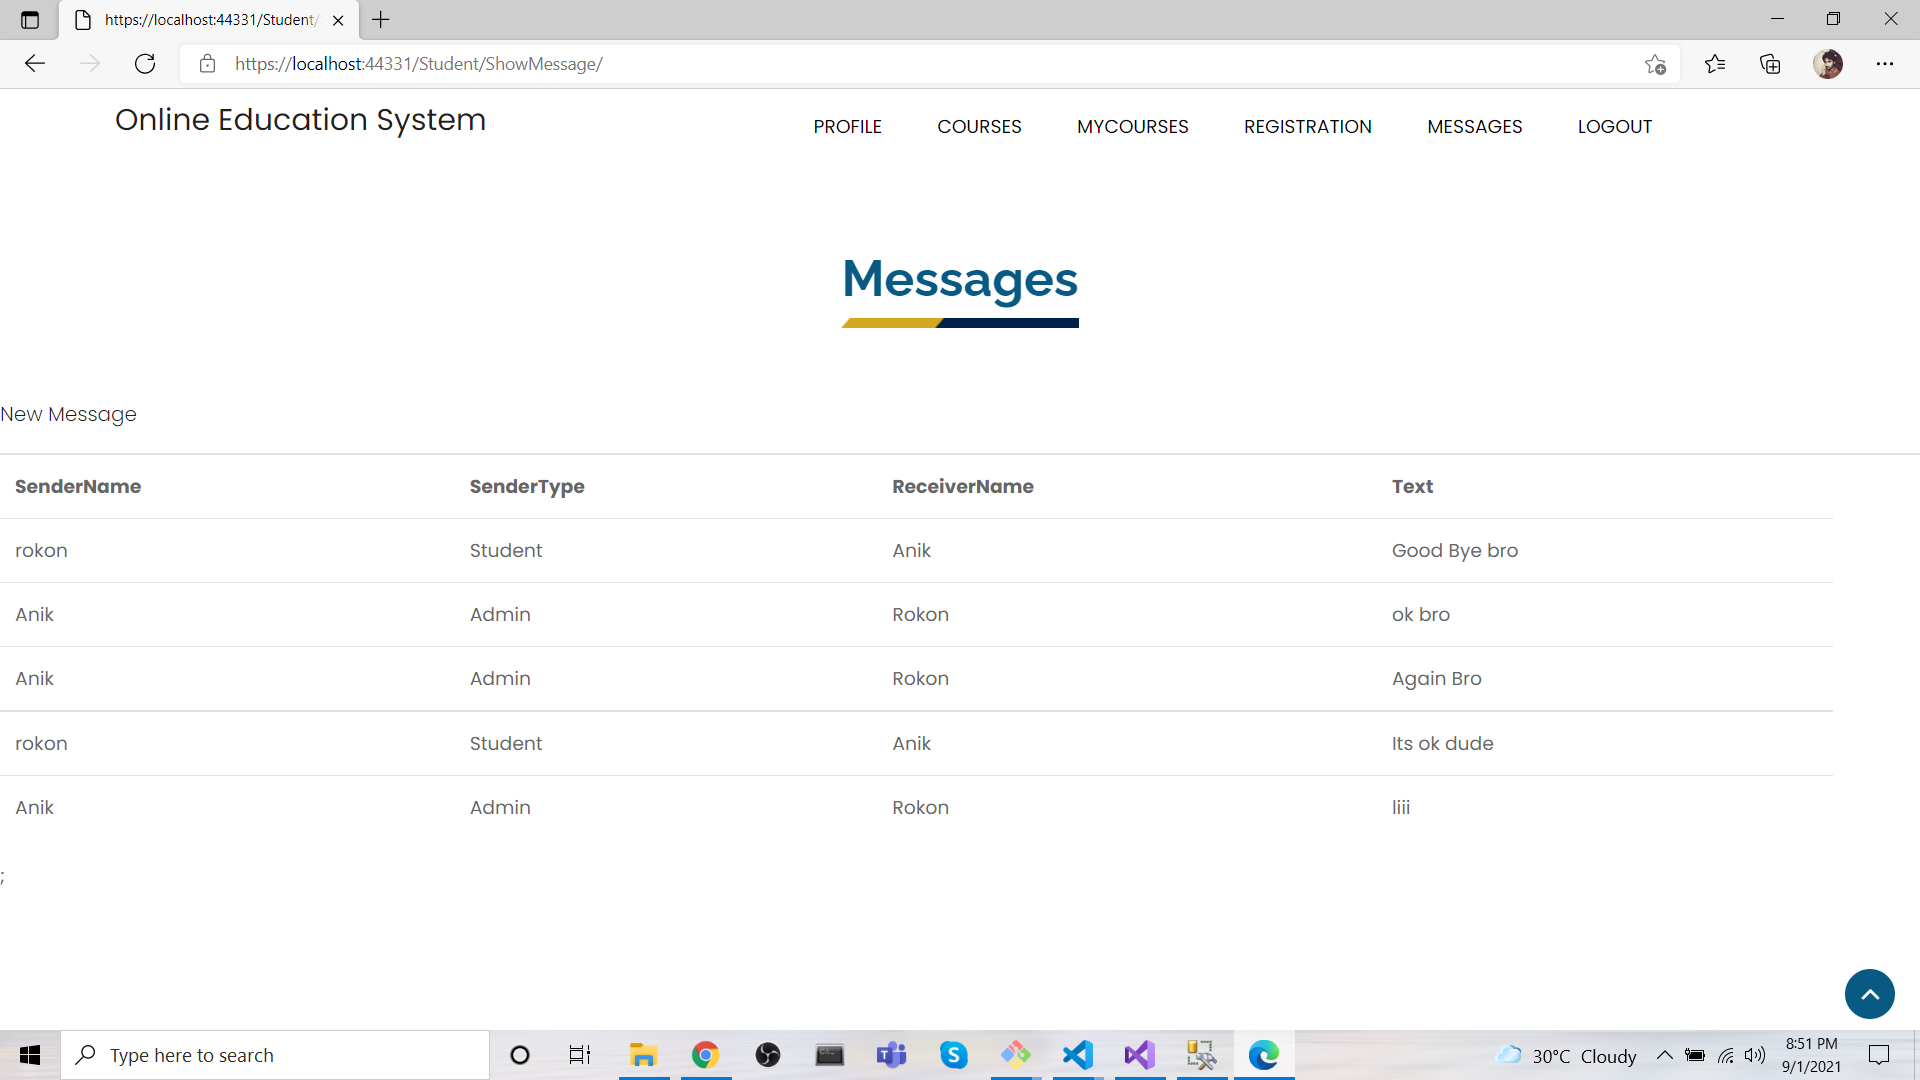 https://localhost:44331/Student/
https://localhost:44331/Student/ShowMessage/
Online Education System
PROFILE COURSES MYCOURSES REGISTRATION MESSAGES LOGOUT
Messages
New Message
SenderName SenderType ReceiverName Text
rokon Student Anik Good Bye bro
Anik Admin Rokon ok bro
Anik Admin Rokon Again Bro
rokon Student Anik Its ok dude
Anik Admin Rokon liii
;
Type here to search
30°C Cloudy
8:51 PM
9/1/2021